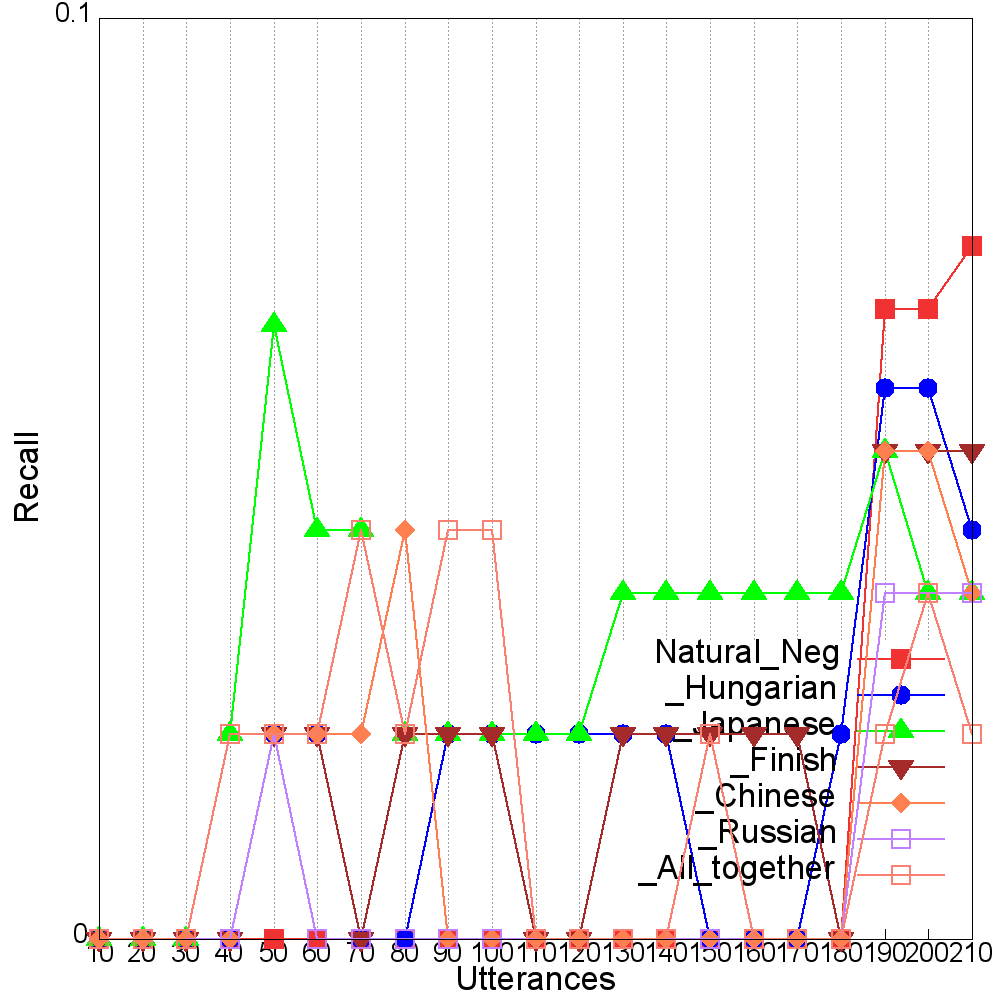 0.1
Recall
Natural_Neg
_Hungarian
_Japanese
_Finish
_Chinese
_Russian
_All_together
0
10 20 30 40 50 60 70 80 90 100 110 120 130 140 150 160 170 180 190 200 210
Utterances